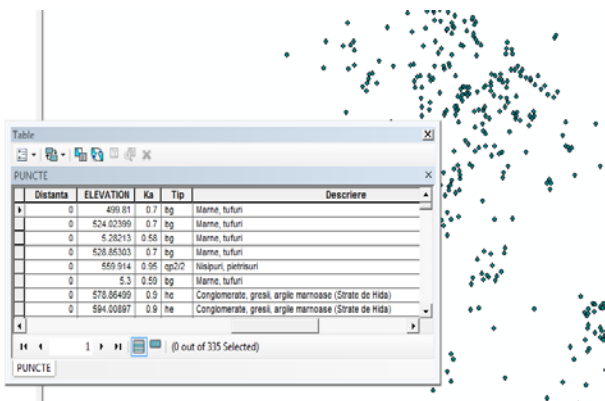 Table
PUNCTE
Distanta ELEVATION Ka Tip Descriere
0 499.81 0.7 bg Marne, tufuri
0 524.02399 0.7 bg Marne, tufuri
0 5.28213 0.58 bg Marne, tufuri
0 528.85303 0.7 bg Marne, tufuri
0 559.914 0.95 qp2/2 Nisipuri, pietrisuri
0 5.3 0.59 bg Marne, tufuri
0 578.86499 0.9 he Conglomerate, gresii, argile marnoase (Strate de Hida)
0 594.00897 0.9 he Conglomerate, gresii, argile marnoase (Strate de Hida)
1 (0 out of 335 Selected)
PUNCTE